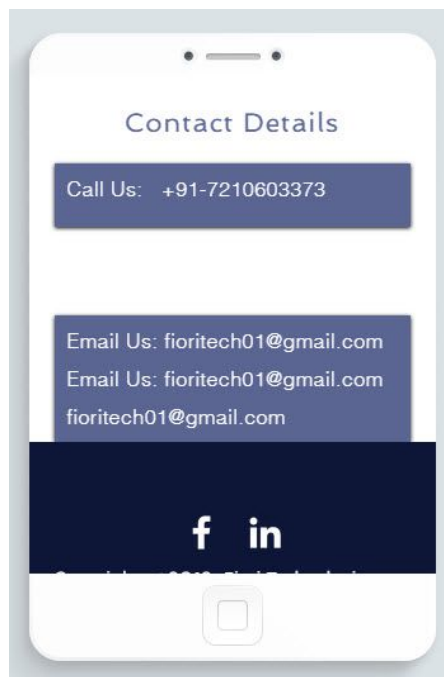 Contact Details
Call Us: +91-7210603373
Email Us: fioritech01@gmail.com
Email Us: fioritech01@gmail.com
fioritech01@gmail.com